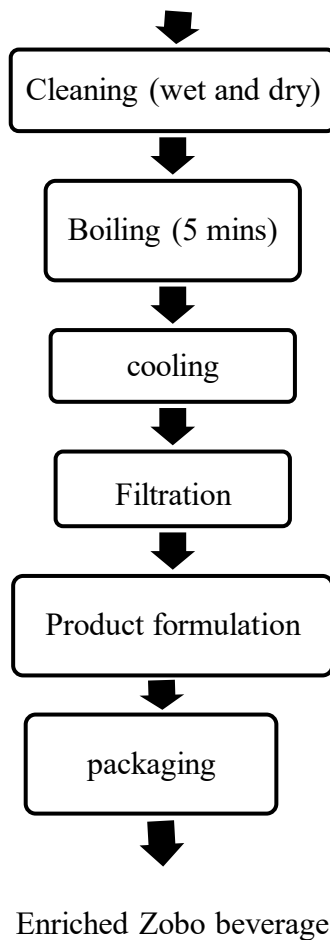 Cleaning (wet and dry)
Boiling (5 mins)
cooling
Filtration
Product formulation
packaging
Enriched Zobo beverage